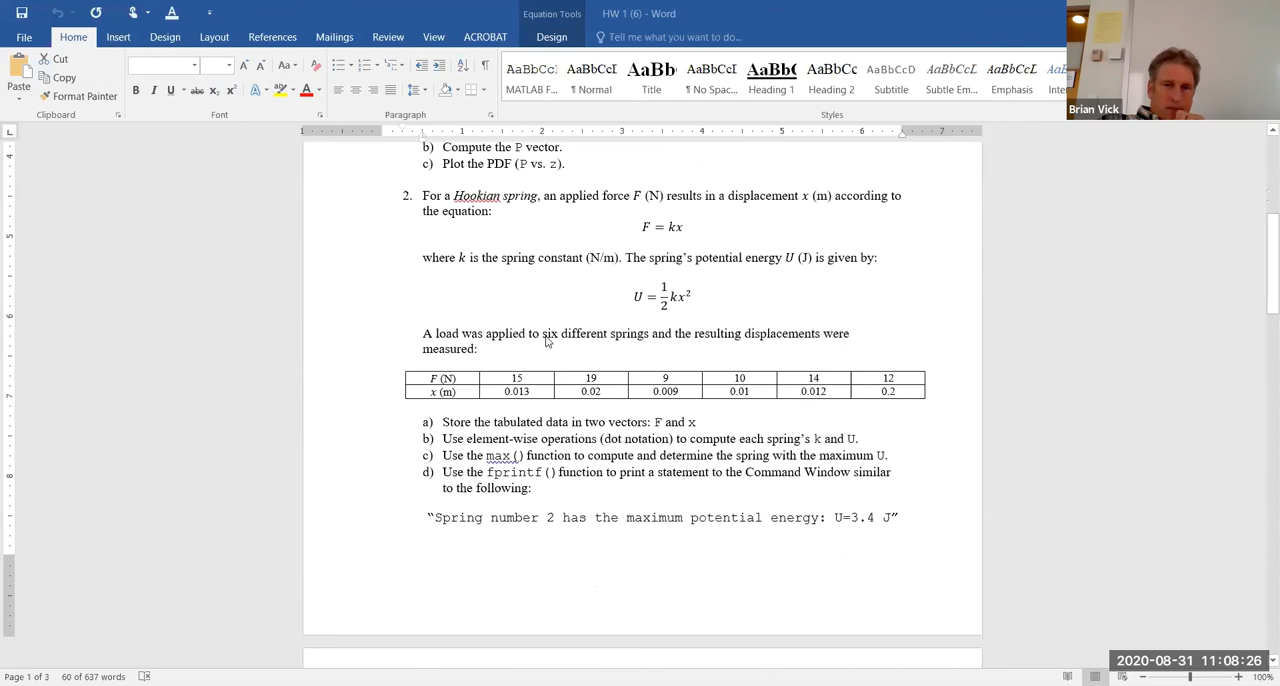 Equation Tools
HW 1 (6) - Word
File
Home
Insert
Design
Layout
References
Mailings
Review
View
ACROBAT
Design
Tell me what you want to do...
Paste
Cut
Copy
Format Painter
Clipboard
Font
Paragraph
AaBbCc
MATLAB F...
AaBbCcD
¶ Normal
AaBb
Title
AaBbCcD
¶ No Spac...
AaBbC
Heading 1
AaBbCcD
Heading 2
AaBbCcD
Subtitle
AaBbCcD
Subtle Em...
AaBbCcD
Emphasis
Styles
Brian Vick
b) Compute the P vector.
c) Plot the PDF (P vs. z).
2. For a Hookian spring, an applied force F (N) results in a displacement x (m) according to
the equation:
F = kx
where k is the spring constant (N/m). The spring's potential energy U (J) is given by:
U = 1/2 kx²
A load was applied to six different springs and the resulting displacements were
measured:
F (N) 15 19 9 10 14 12
x (m) 0.013 0.02 0.009 0.01 0.012 0.2
a) Store the tabulated data in two vectors: F and x
b) Use element-wise operations (dot notation) to compute each spring's k and U.
c) Use the max() function to compute and determine the spring with the maximum U.
d) Use the fprintf() function to print a statement to the Command Window similar
to the following:
"Spring number 2 has the maximum potential energy: U=3.4 J"
2020-08-31 11:08:26
Page 1 of 3 60 of 637 words
100%